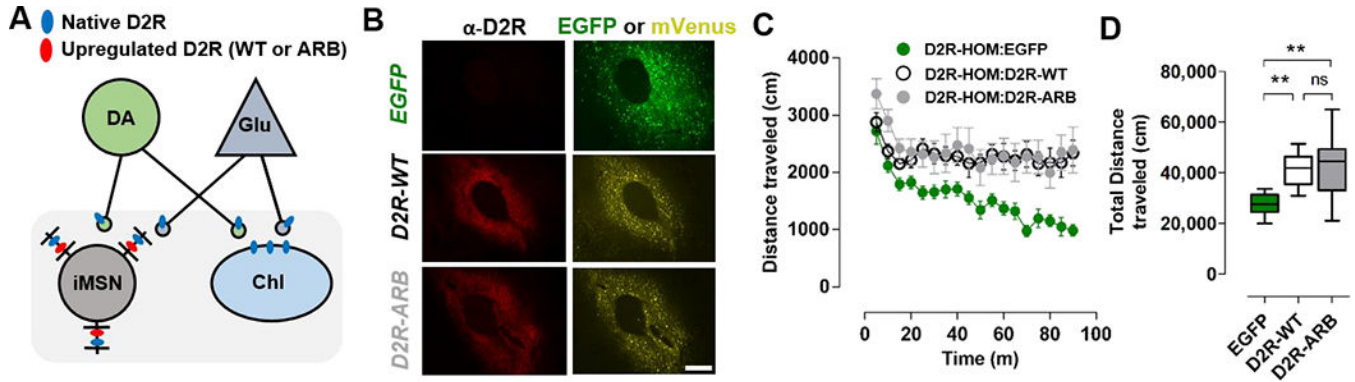 A
Native D2R
Upregulated D2R (WT or ARB)
DA
Glu
iMSN
ChI
B
α-D2R
EGFP or mVenus
EGFP
D2R-WT
D2R-ARB
C
D2R-HOM:EGFP
D2R-HOM:D2R-WT
D2R-HOM:D2R-ARB
Distance traveled (cm)
4000
3000
2000
1000
0
0
20
40
60
80
100
Time (m)
D
**
**
ns
Total Distance
traveled (cm)
80,000
60,000
40,000
20,000
0
EGFP
D2R-WT
D2R-ARB